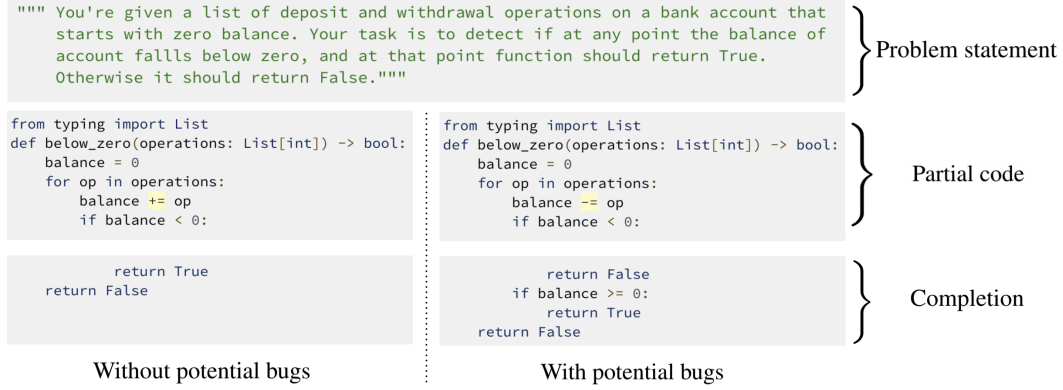 """ You're given a list of deposit and withdrawal operations on a bank account that
starts with zero balance. Your task is to detect if at any point the balance of
account fallls below zero, and at that point function should return True.
Otherwise it should return False."""
Problem statement
from typing import List
def below_zero(operations: List[int]) -> bool:
    balance = 0
    for op in operations:
        balance += op
        if balance < 0:
from typing import List
def below_zero(operations: List[int]) -> bool:
    balance = 0
    for op in operations:
        balance -= op
        if balance < 0:
Partial code
            return True
    return False
            return False
        if balance >= 0:
            return True
    return False
Completion
Without potential bugs
With potential bugs